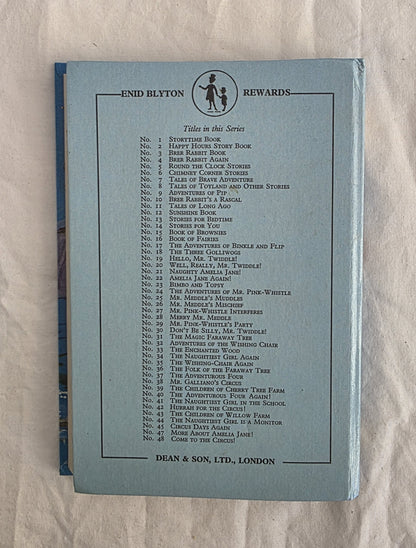 ENID BLYTON REWARDS
Titles in this Series
No. 1 STORYTIME BOOK
No. 2 HAPPY HOURS STORY BOOK
No. 3 BRER RABBIT BOOK
No. 4 BRER RABBIT AGAIN
No. 5 ROUND THE CLOCK STORIES
No. 6 CHIMNEY CORNER STORIES
No. 7 TALES OF BRAVE ADVENTURE
No. 8 TALES OF TOYLAND AND OTHER STORIES
No. 9 ADVENTURES OF PIP
No. 10 BRER RABBIT'S A RASCAL
No. 11 TALES OF LONG AGO
No. 12 SUNSHINE BOOK
No. 13 STORIES FOR BEDTIME
No. 14 STORIES FOR YOU
No. 15 BOOK OF BROWNIES
No. 16 BOOK OF FAIRIES
No. 17 THE ADVENTURES OF BINKLE AND FLIP
No. 18 THE THREE GOLLIWOGS
No. 19 HELLO, MR. TWIDDLE!
No. 20 WELL, REALLY, MR. TWIDDLE!
No. 21 NAUGHTY AMELIA JANE!
No. 22 AMELIA JANE AGAIN!
No. 23 BIMBO AND TOPSY
No. 24 THE ADVENTURES OF MR. PINK-WHISTLE
No. 25 MR. MEDDLE'S MUDDLES
No. 26 MR. MEDDLE'S MISCHIEF
No. 27 MR. PINK-WHISTLE INTERFERES
No. 28 MERRY MR. MEDDLE
No. 29 MR. PINK-WHISTLE'S PARTY
No. 30 DON'T BE SILLY, MR. TWIDDLE!
No. 31 THE MAGIC FARAWAY TREE
No. 32 ADVENTURES OF THE WISHING CHAIR
No. 33 THE ENCHANTED WOOD
No. 34 THE NAUGHTIEST GIRL AGAIN
No. 35 THE WISHING-CHAIR AGAIN
No. 36 THE FOLK OF THE FARAWAY TREE
No. 37 THE ADVENTUROUS FOUR
No. 38 MR. GALLIANO'S CIRCUS
No. 39 THE CHILDREN OF CHERRY TREE FARM
No. 40 THE ADVENTUROUS FOUR AGAIN!
No. 41 THE NAUGHTIEST GIRL IN THE SCHOOL
No. 42 HURRAH FOR THE CIRCUS!
No. 43 THE CHILDREN OF WILLOW FARM
No. 44 THE NAUGHTIEST GIRL IS A MONITOR
No. 45 CIRCUS DAYS AGAIN
No. 47 MORE ABOUT AMELIA JANE!
No. 48 COME TO THE CIRCUS!
DEAN & SON, LTD., LONDON